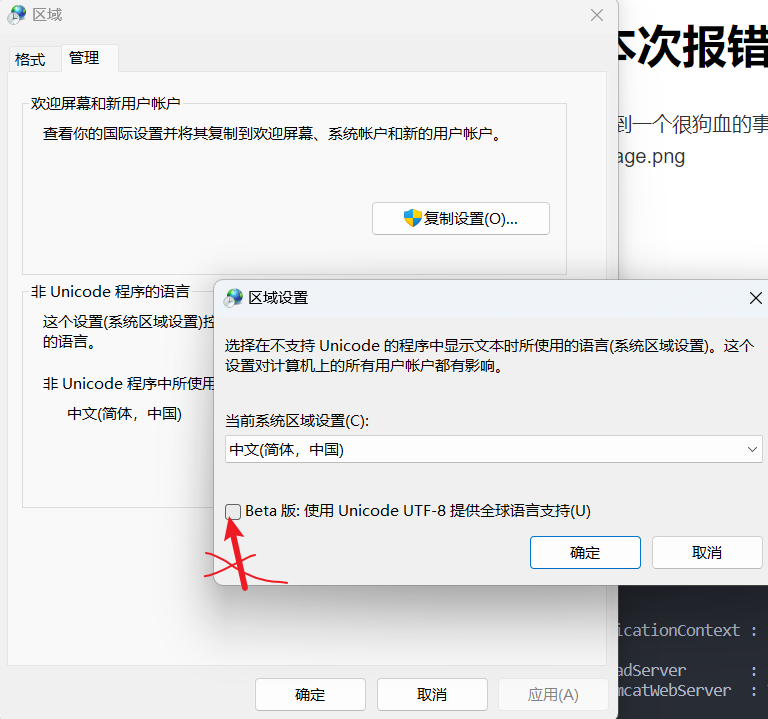 区域
格式
管理
欢迎屏幕和新用户帐户
查看你的国际设置并将其复制到欢迎屏幕、系统帐户和新的用户帐户。
复制设置(O)...
非 Unicode 程序的语言
这个设置(系统区域设置)控
的语言。
非 Unicode 程序中所使用
中文(简体，中国)
区域设置
选择在不支持 Unicode 的程序中显示文本时所使用的语言(系统区域设置)。这个
设置对计算机上的所有用户帐户都有影响。
当前系统区域设置(C):
中文(简体，中国)
Beta 版: 使用 Unicode UTF-8 提供全球语言支持(U)
确定
取消
确定
取消
应用(A)
本次报错
到一个很狗血的事
age.png
icationContext :
adServer :
mcatWebServer :